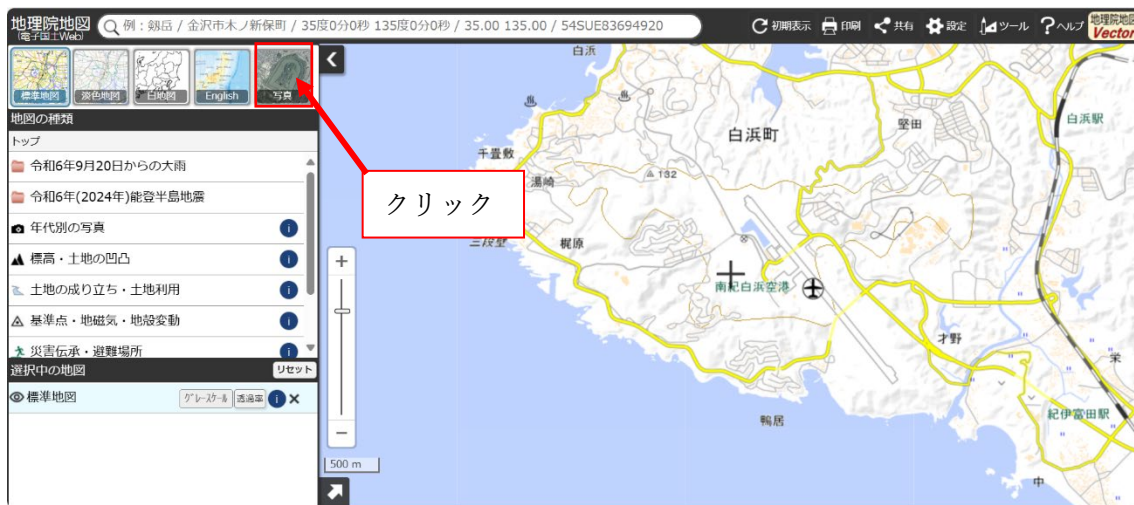 地理院地図
(電子国土Web)
例：剱岳 / 金沢市木ノ新保町 / 35度0分0秒 135度0分0秒 / 35.00 135.00 / 54SUE83694920
初期表示
印刷
共有
設定
ツール
ヘルプ
地理院地図
Vector
標準地図
淡色地図
白地図
English
写真
地図の種類
トップ
令和6年9月20日からの大雨
令和6年(2024年)能登半島地震
年代別の写真
標高・土地の凹凸
土地の成り立ち・土地利用
基準点・地磁気・地殻変動
災害伝承・避難場所
選択中の地図
リセット
標準地図
グレースケール
透過率
クリック
500 m
白浜
白浜町
堅田
白浜駅
千畳敷
湯崎
132
三段壁
梶原
南紀白浜空港
才野
栄
紀伊富田駅
鴨居
中